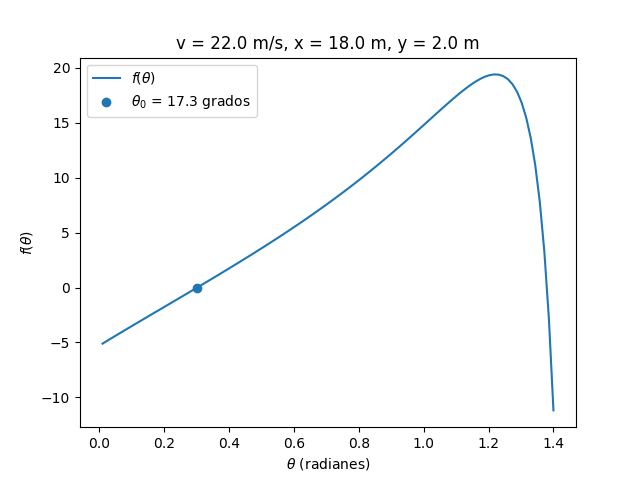 v = 22.0 m/s, x = 18.0 m, y = 2.0 m
f(θ)
θ₀ = 17.3 grados
20
15
10
5
0
−5
−10
f(θ)
0.0 0.2 0.4 0.6 0.8 1.0 1.2 1.4
θ (radianes)